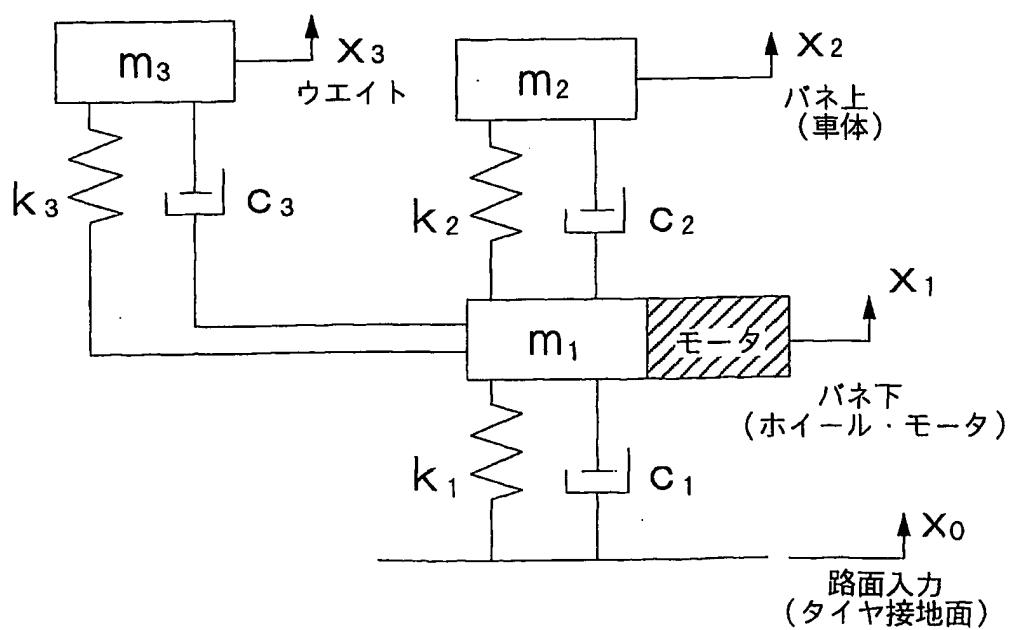 m₃
x₃
ウエイト
m₂
x₂
バネ上
(車体)
k₃
c₃
k₂
c₂
m₁
モータ
x₁
バネ下
(ホイール・モータ)
k₁
c₁
x₀
路面入力
(タイヤ接地面)